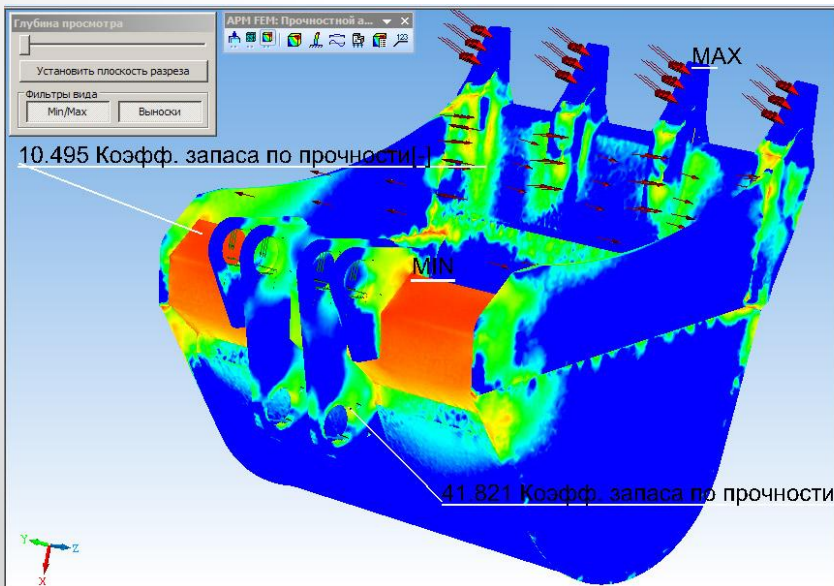 Глубина просмотра
APM FEM: Прочностной а...
Установить плоскость разреза
Фильтры вида
Min/Max
Выноски
MAX
10.495 Коэфф. запаса по прочности[-]
MIN
41.821 Коэфф. запаса по прочности
123
Y
Z
X